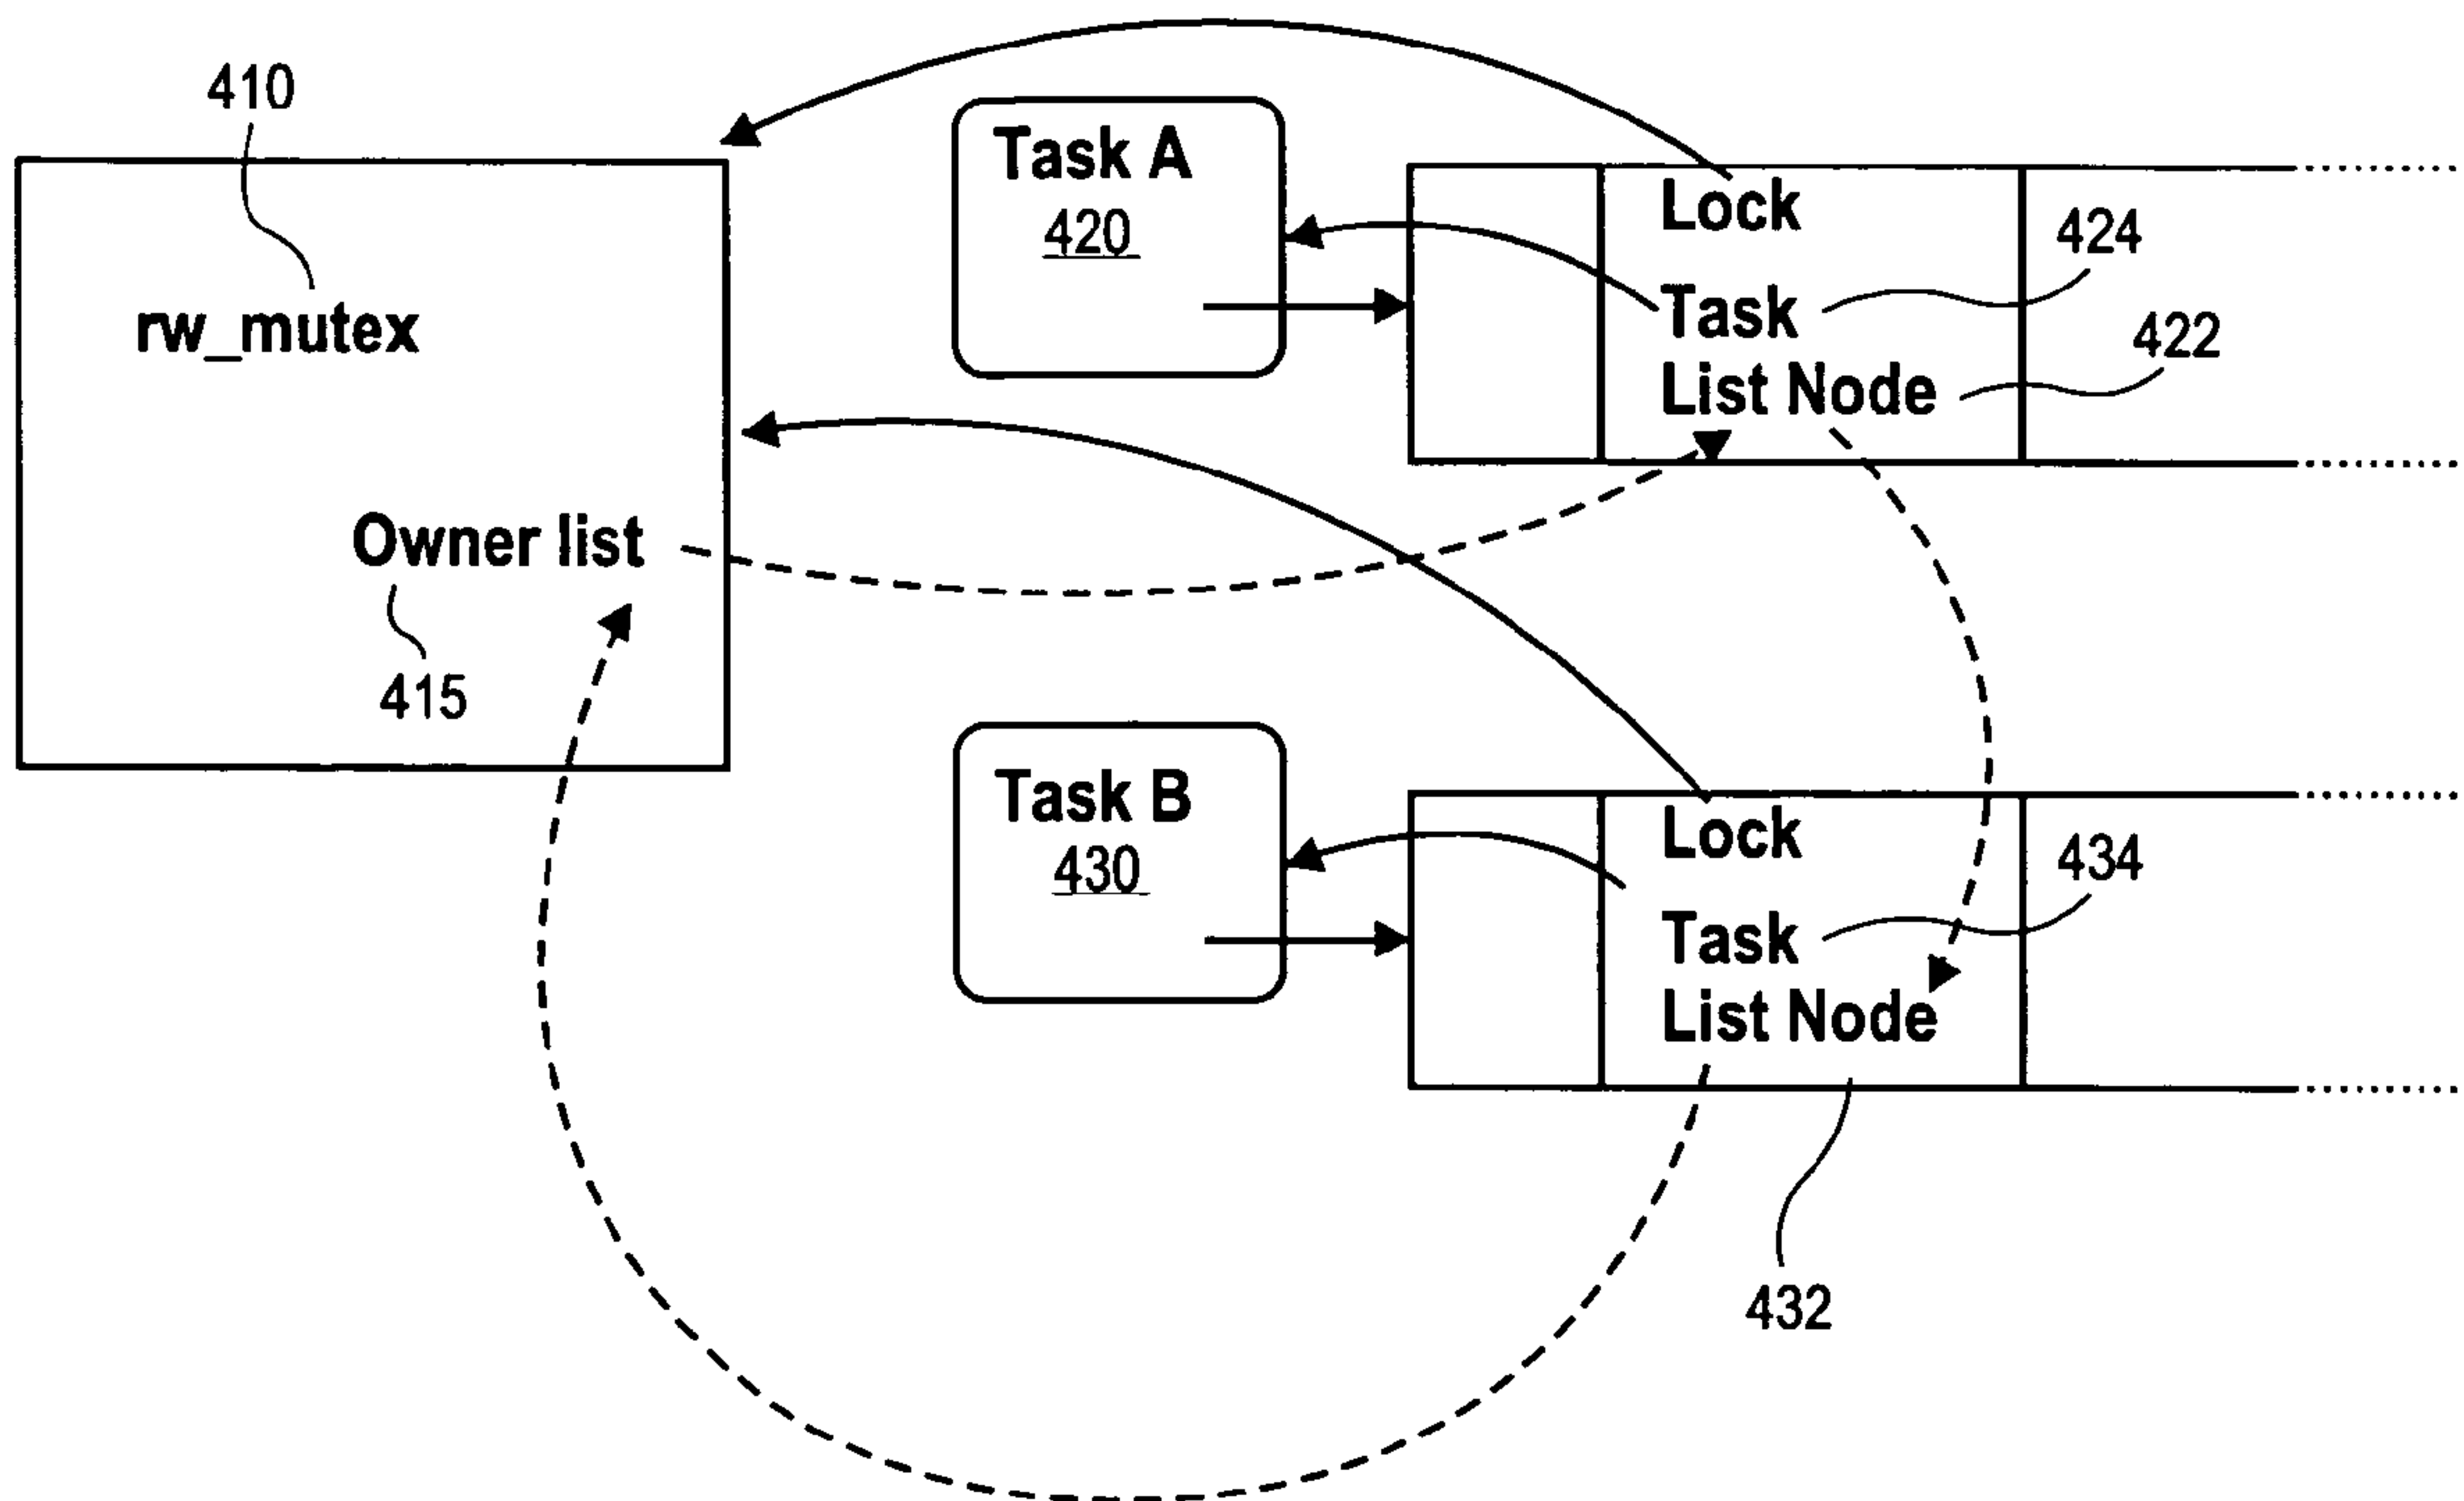 410
rw_mutex
Owner list
415
Task A
420
Lock
Task
List Node
424
422
Task B
430
Lock
Task
List Node
434
432